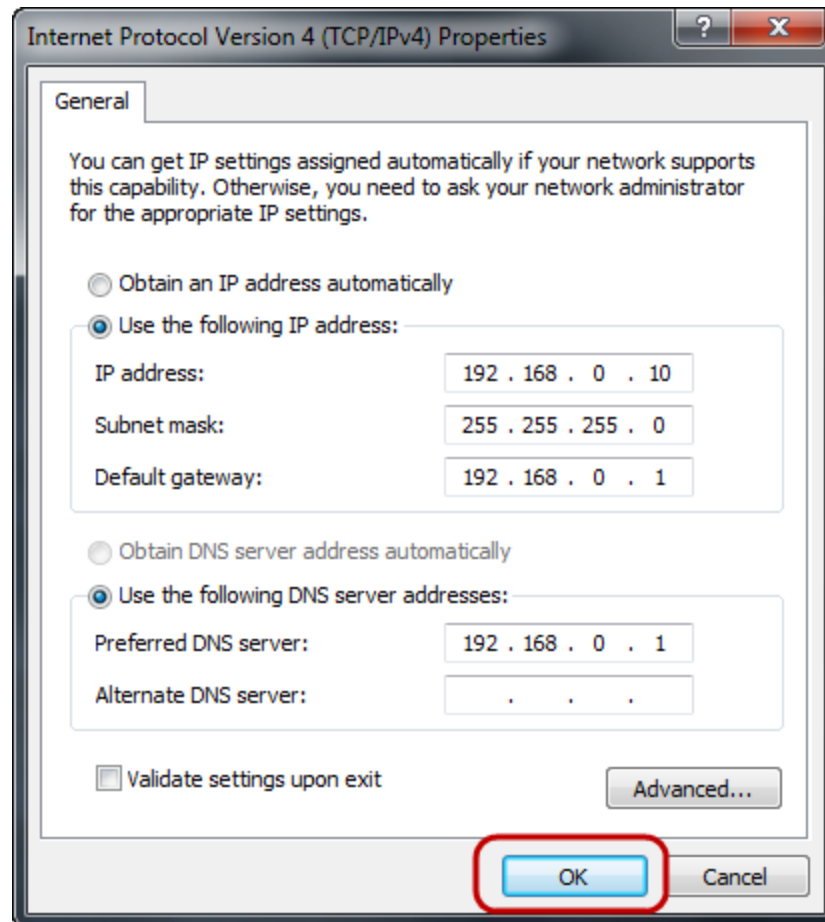 Internet Protocol Version 4 (TCP/IPv4) Properties
?
X
General
You can get IP settings assigned automatically if your network supports
this capability. Otherwise, you need to ask your network administrator
for the appropriate IP settings.
Obtain an IP address automatically
Use the following IP address:
IP address: 192 . 168 . 0 . 10
Subnet mask: 255 . 255 . 255 . 0
Default gateway: 192 . 168 . 0 . 1
Obtain DNS server address automatically
Use the following DNS server addresses:
Preferred DNS server: 192 . 168 . 0 . 1
Alternate DNS server: . . .
Validate settings upon exit
Advanced...
OK Cancel